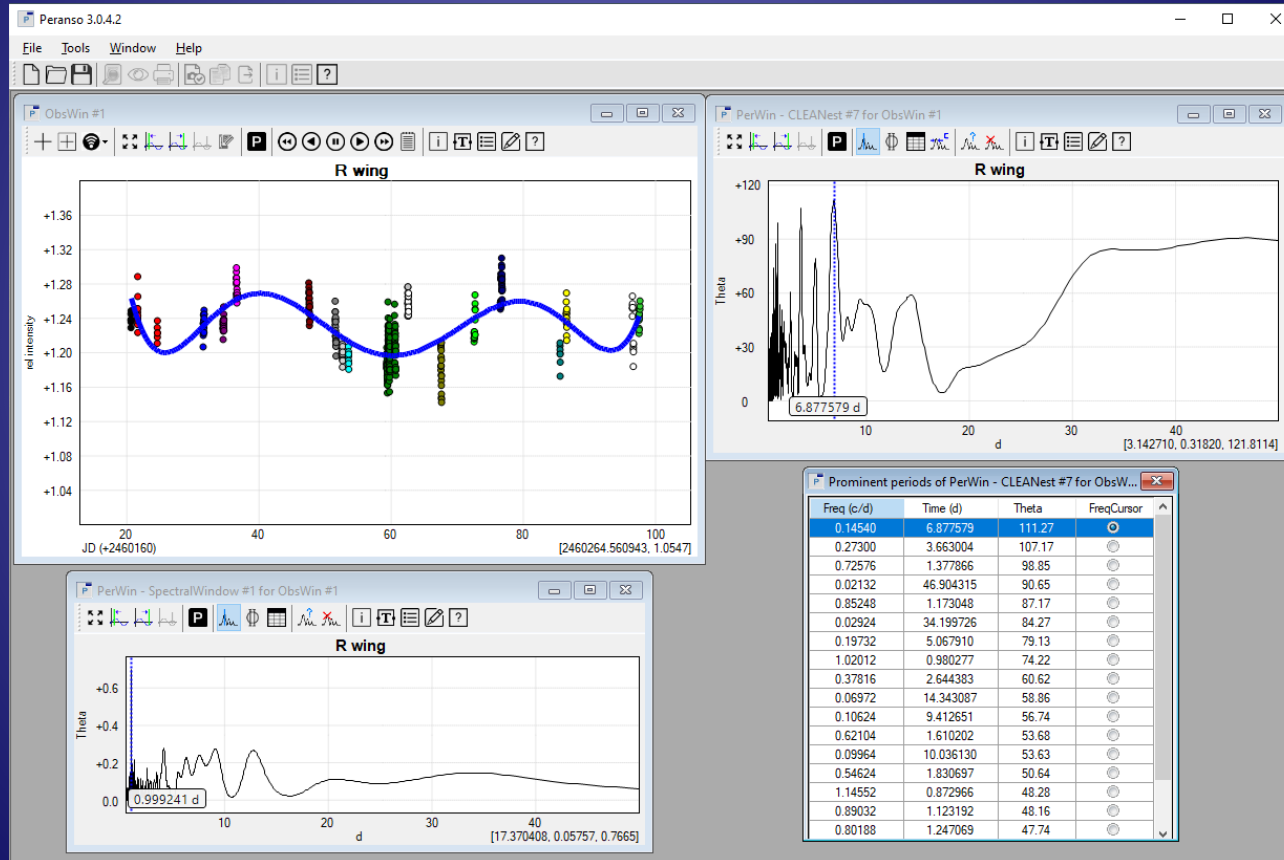 Peranso 3.0.4.2
File Tools Window Help
ObsWin #1
R wing
+1.36
+1.32
+1.28
+1.24
+1.20
+1.16
+1.12
+1.08
+1.04
rel intensity
20 40 60 80 100
JD (+2460160) [2460264.560943, 1.0547]
PerWin - CLEANest #7 for ObsWin #1
R wing
+120
+90
+60
+30
0
Theta
6.877579 d
10 20 30 40
d [3.142710, 0.31820, 121.8114]
PerWin - SpectralWindow #1 for ObsWin #1
R wing
+0.6
+0.4
+0.2
0.0
Theta
0.999241 d
10 20 30 40
d [17.370408, 0.05757, 0.7665]
Prominent periods of PerWin - CLEANest #7 for ObsW...
Freq (c/d) Time (d) Theta FreqCursor
0.14540 6.877579 111.27
0.27300 3.663004 107.17
0.72576 1.377866 98.85
0.02132 46.904315 90.65
0.85248 1.173048 87.17
0.02924 34.199726 84.27
0.19732 5.067910 79.13
1.02012 0.980277 74.22
0.37816 2.644383 60.62
0.06972 14.343087 58.86
0.10624 9.412651 56.74
0.62104 1.610202 53.68
0.09964 10.036130 53.63
0.54624 1.830697 50.64
1.14552 0.872966 48.28
0.89032 1.123192 48.16
0.80188 1.247069 47.74